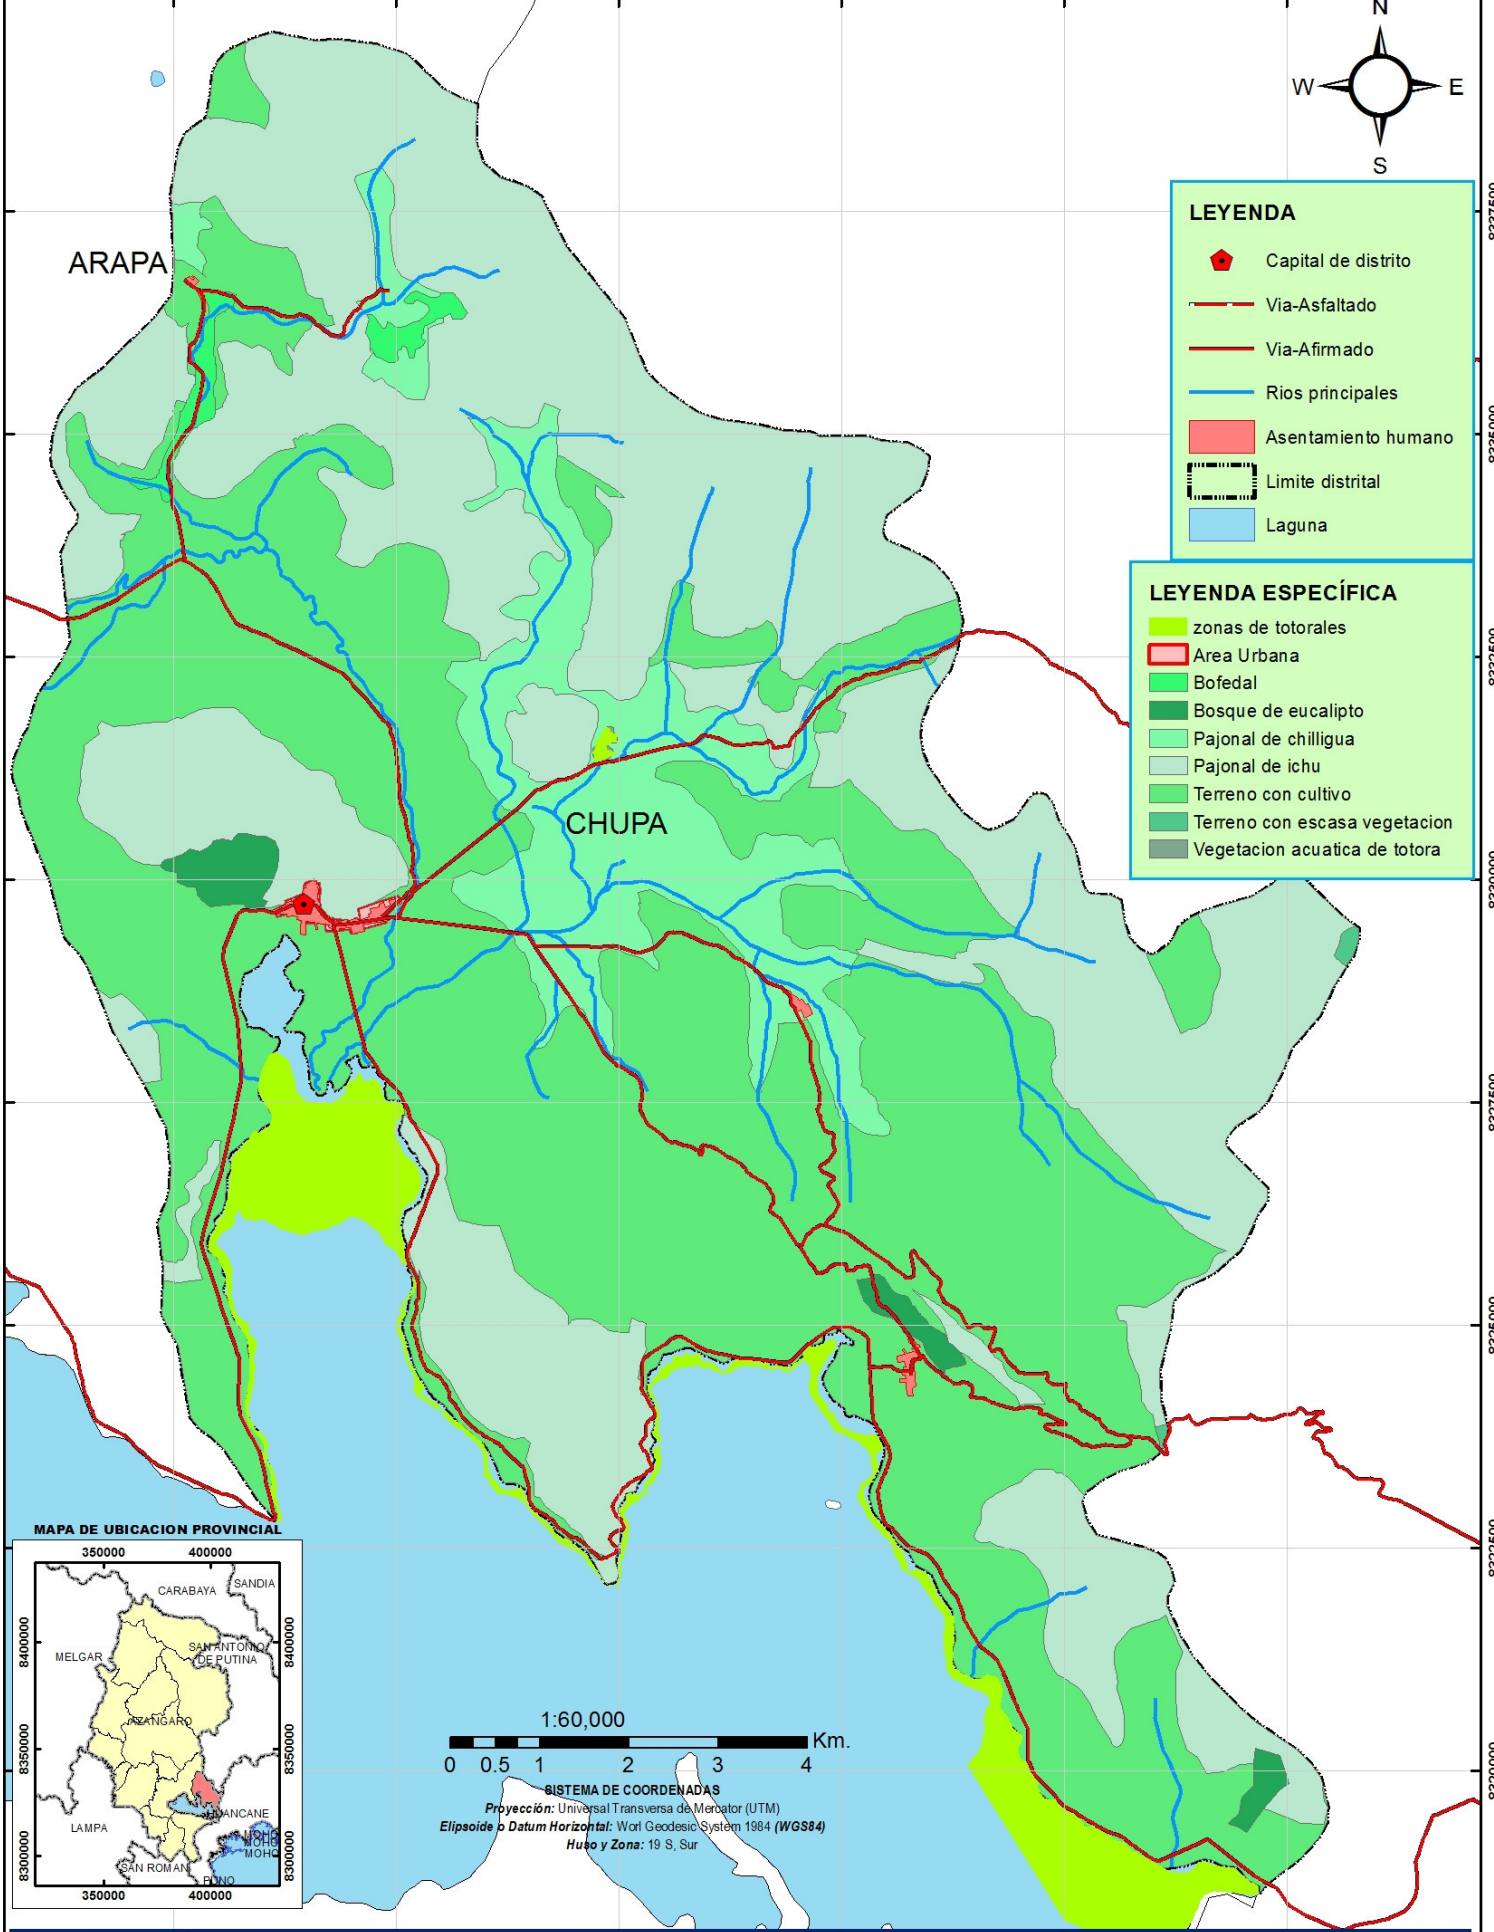 N
W E
S
LEYENDA
Capital de distrito
Via-Asfaltado
Via-Afirmado
Rios principales
Asentamiento humano
Limite distrital
Laguna
LEYENDA ESPECÍFICA
zonas de totorales
Area Urbana
Bofedal
Bosque de eucalipto
Pajonal de chilligua
Pajonal de ichu
Terreno con cultivo
Terreno con escasa vegetacion
Vegetacion acuatica de totora
ARAPA
CHUPA
MAPA DE UBICACION PROVINCIAL
350000 400000
CARABAYA
SANDIA
MELGAR
SAN ANTONIO
DE PUTINA
AZANGARO
HUANCANE
LAMPA
MOHO
MOHO
MOHO
SAN ROMAN
PUNO
8400000
8350000
8300000
8400000
8350000
8300000
350000 400000
1:60,000
Km.
0 0.5 1 2 3 4
SISTEMA DE COORDENADAS
Proyección: Universal Transversa de Mercator (UTM)
Elipsoide o Datum Horizontal: Worl Geodesic System 1984 (WGS84)
Huso y Zona: 19 S, Sur